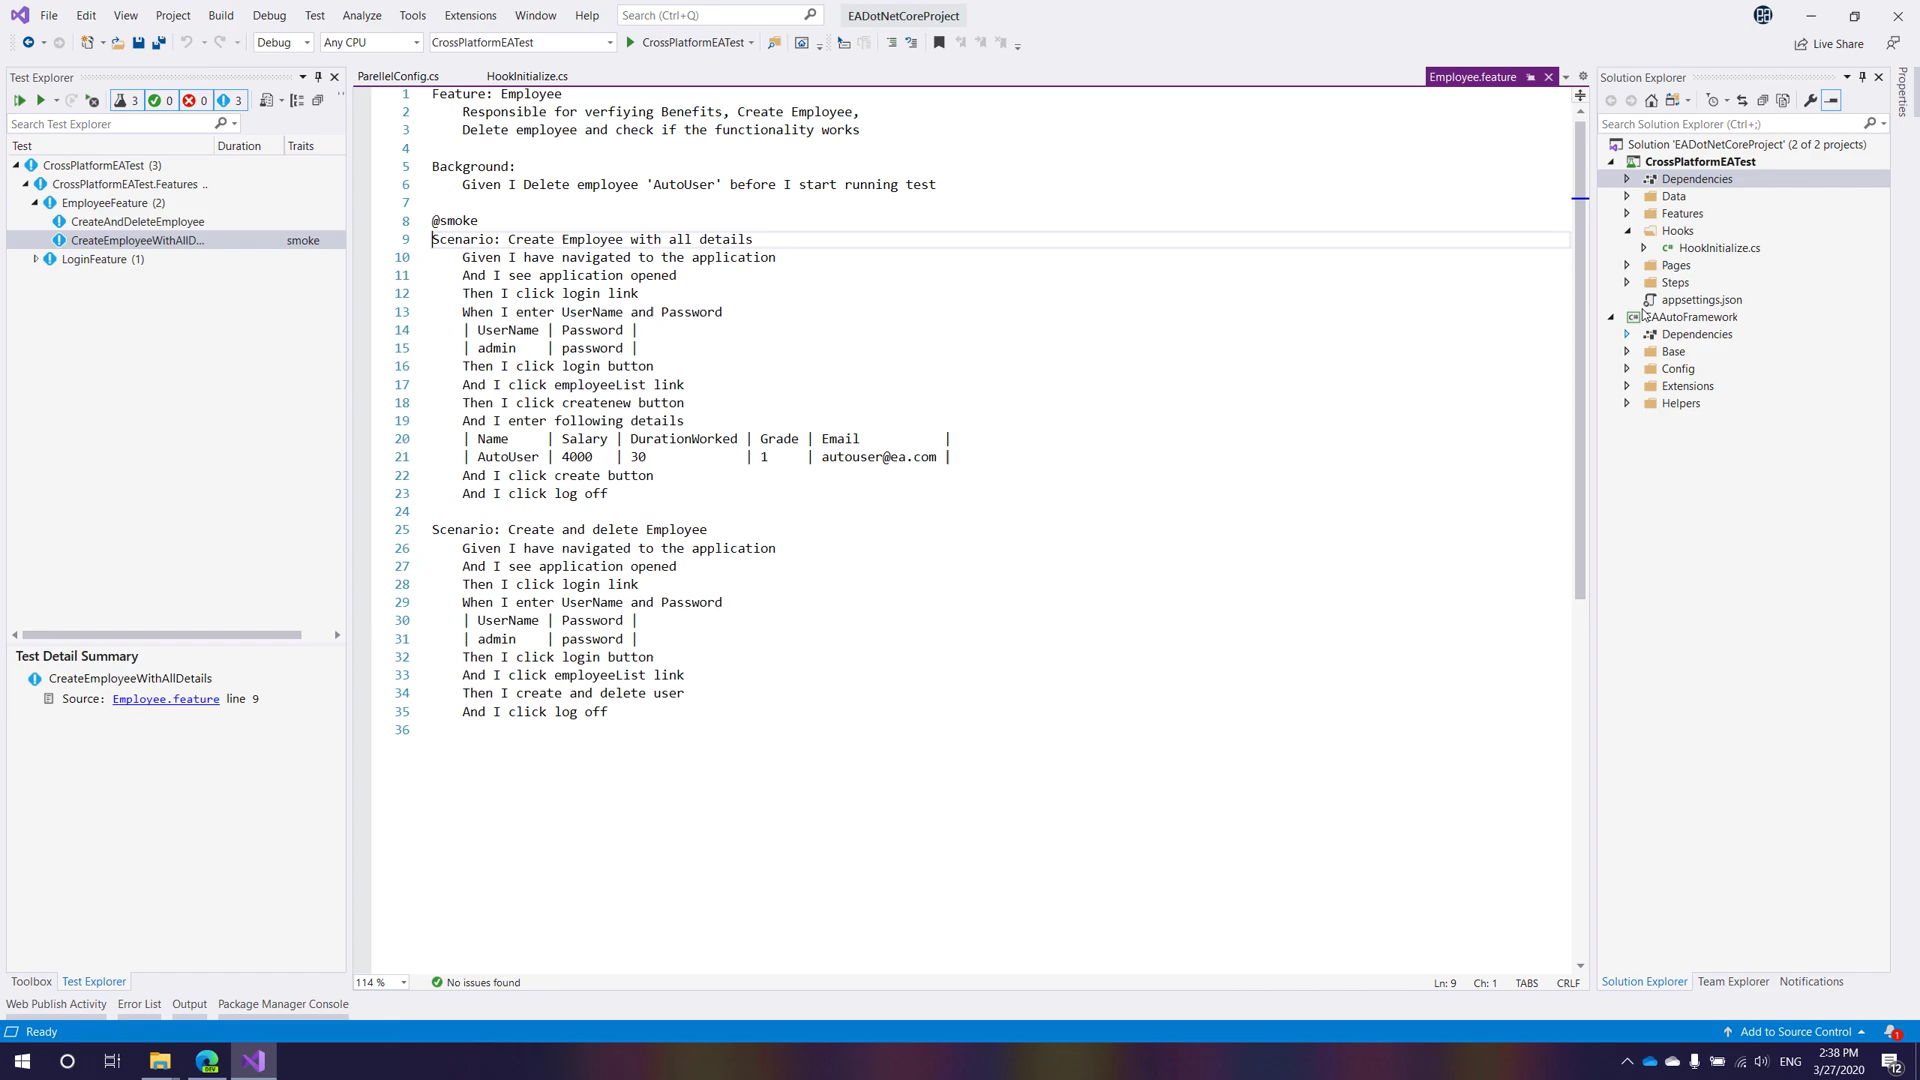 File Edit View Project Build Debug Test Analyze Tools Extensions Window Help Search (Ctrl+Q) EADotNetCoreProject
Debug Any CPU CrossPlatformEATest CrossPlatformEATest Live Share
Test Explorer
3 0 0 3
Search Test Explorer
Test Duration Traits
CrossPlatformEATest (3)
CrossPlatformEATest.Features ..
EmployeeFeature (2)
CreateAndDeleteEmployee
CreateEmployeeWithAllD... smoke
LoginFeature (1)
Test Detail Summary
CreateEmployeeWithAllDetails
Source: Employee.feature line 9
Toolbox Test Explorer
ParellelConfig.cs HookInitialize.cs Employee.feature
1 Feature: Employee
2 Responsible for verfiying Benefits, Create Employee,
3 Delete employee and check if the functionality works
4
5 Background:
6 Given I Delete employee 'AutoUser' before I start running test
7
8 @smoke
9 Scenario: Create Employee with all details
10 Given I have navigated to the application
11 And I see application opened
12 Then I click login link
13 When I enter UserName and Password
14 | UserName | Password |
15 | admin | password |
16 Then I click login button
17 And I click employeeList link
18 Then I click createnew button
19 And I enter following details
20 | Name | Salary | DurationWorked | Grade | Email |
21 | AutoUser | 4000 | 30 | 1 | autouser@ea.com |
22 And I click create button
23 And I click log off
24
25 Scenario: Create and delete Employee
26 Given I have navigated to the application
27 And I see application opened
28 Then I click login link
29 When I enter UserName and Password
30 | UserName | Password |
31 | admin | password |
32 Then I click login button
33 And I click employeeList link
34 Then I create and delete user
35 And I click log off
36
114 % No issues found Ln: 9 Ch: 1 TABS CRLF
Solution Explorer
Search Solution Explorer (Ctrl+;)
Solution 'EADotNetCoreProject' (2 of 2 projects)
CrossPlatformEATest
Dependencies
Data
Features
Hooks
HookInitialize.cs
Pages
Steps
appsettings.json
EAAutoFramework
Dependencies
Base
Config
Extensions
Helpers
Solution Explorer Team Explorer Notifications
Properties
Web Publish Activity Error List Output Package Manager Console
Ready Add to Source Control 1
DEV ENG 2:38 PM
3/27/2020 12